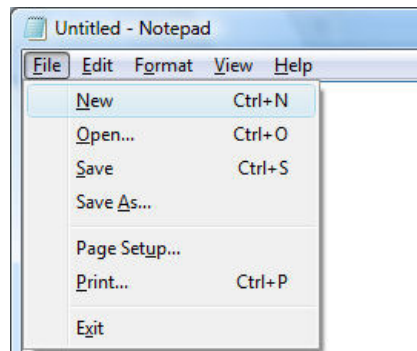 Untitled - Notepad
File Edit Format View Help
New Ctrl+N
Open... Ctrl+O
Save Ctrl+S
Save As...
Page Setup...
Print... Ctrl+P
Exit